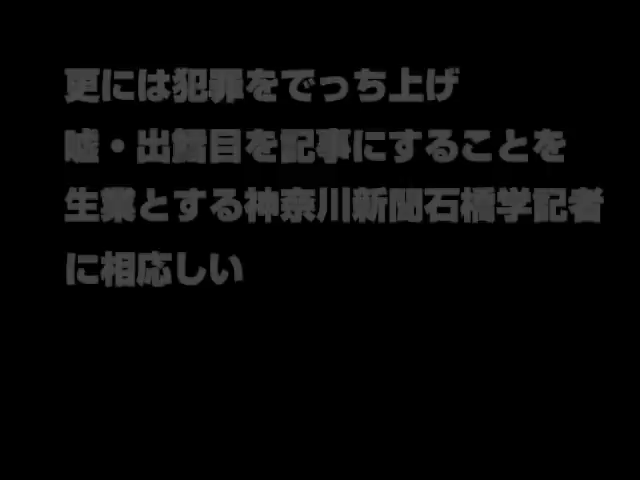 更には犯罪をでっち上げ
嘘・出鱈目を記事にすることを
生業とする神奈川新聞石橋学記者
に相応しい